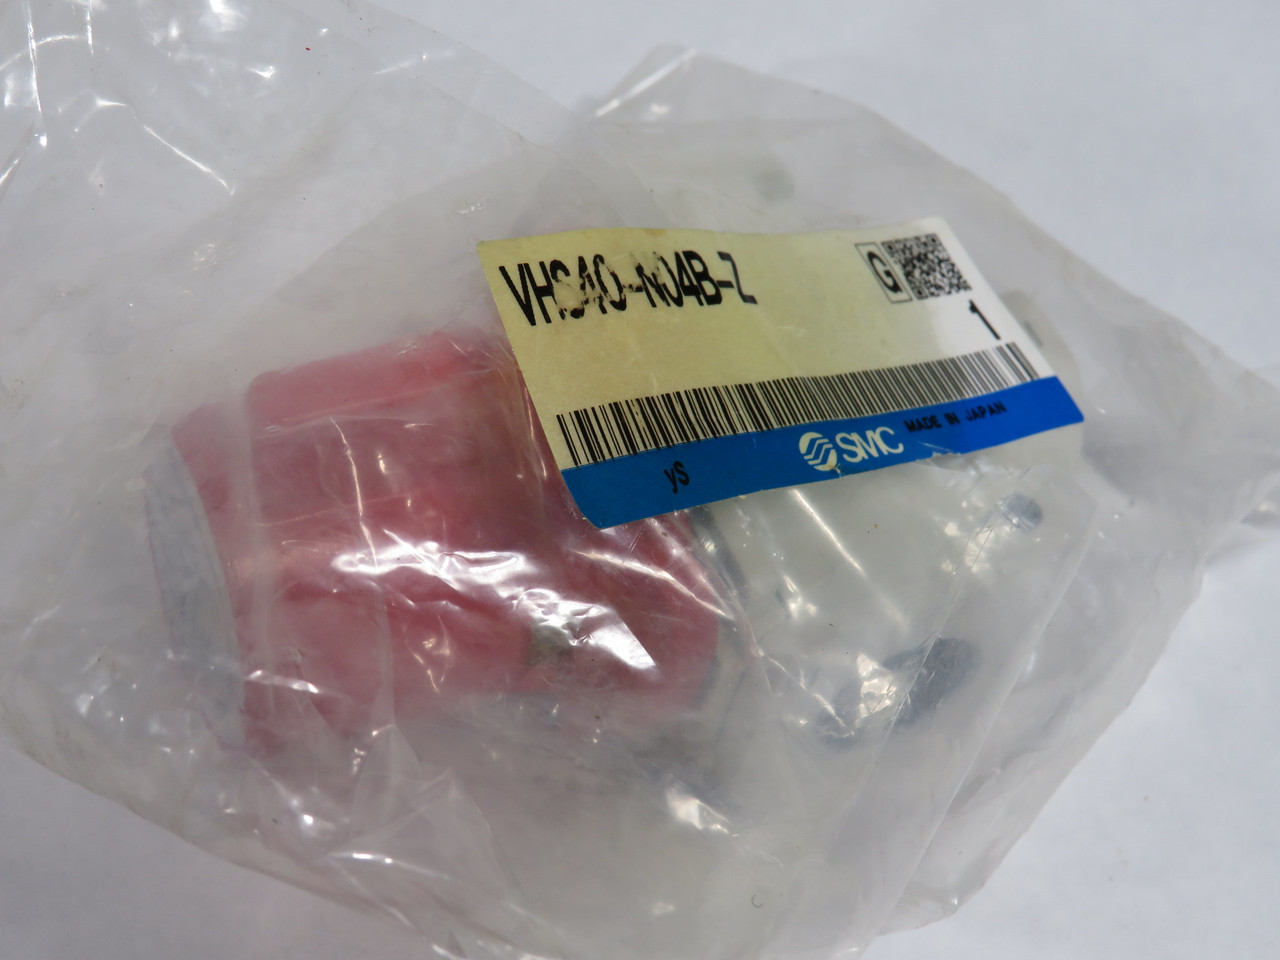 VHS40-N04B-Z
G
1
yS
SMC MADE IN JAPAN